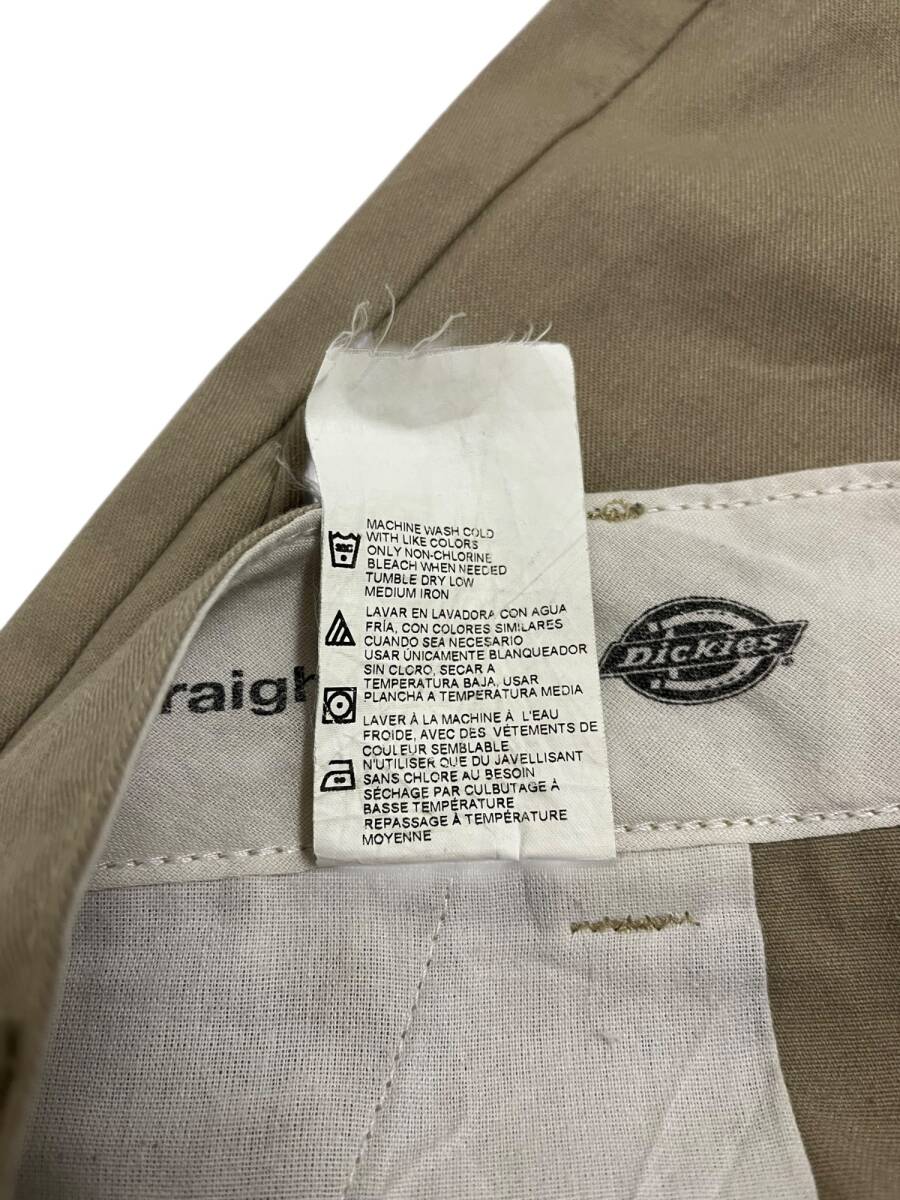 MACHINE WASH COLD
WITH LIKE COLORS
ONLY NON-CHLORINE
BLEACH WHEN NEEDED
TUMBLE DRY LOW
MEDIUM IRON
LAVAR EN LAVADORA CON AGUA
FRÍA, CON COLORES SIMILARES
CUANDO SEA NECESARIO
USAR ÚNICAMENTE BLANQUEADOR
SIN CLORO, SECAR A
TEMPERATURA BAJA, USAR
PLANCHA A TEMPERATURA MEDIA
LAVER À LA MACHINE À L'EAU
FROIDE, AVEC DES VÉTEMENTS DE
COULEUR SEMBLABLE
N'UTILISER QUE DU JAVELLISANT
SANS CHLORE AU BESOIN
SÉCHAGE PAR CULBUTAGE À
BASSE TEMPÉRATURE
REPASSAGE À TEMPÉRATURE
MOYENNE
raigh
Dickies